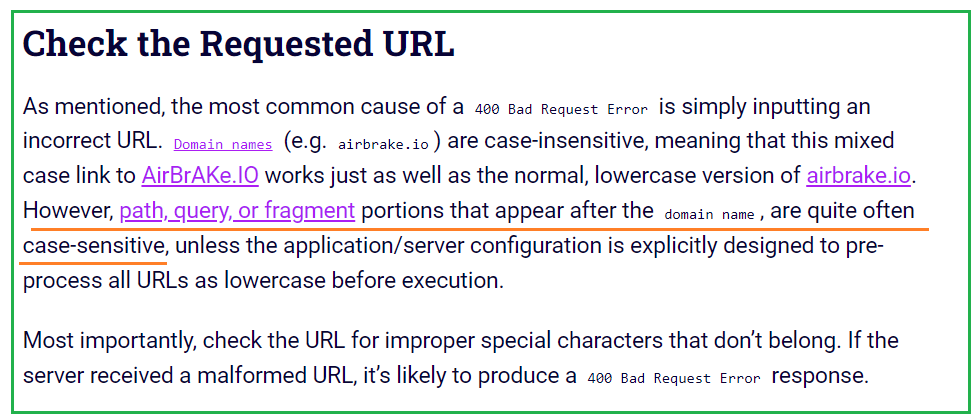 Check the Requested URL
As mentioned, the most common cause of a 400 Bad Request Error is simply inputting an
incorrect URL. Domain names (e.g. airbrake.io) are case-insensitive, meaning that this mixed
case link to AirBrAKe.IO works just as well as the normal, lowercase version of airbrake.io.
However, path, query, or fragment portions that appear after the domain name, are quite often
case-sensitive, unless the application/server configuration is explicitly designed to pre-
process all URLs as lowercase before execution.
Most importantly, check the URL for improper special characters that don’t belong. If the
server received a malformed URL, it’s likely to produce a 400 Bad Request Error response.